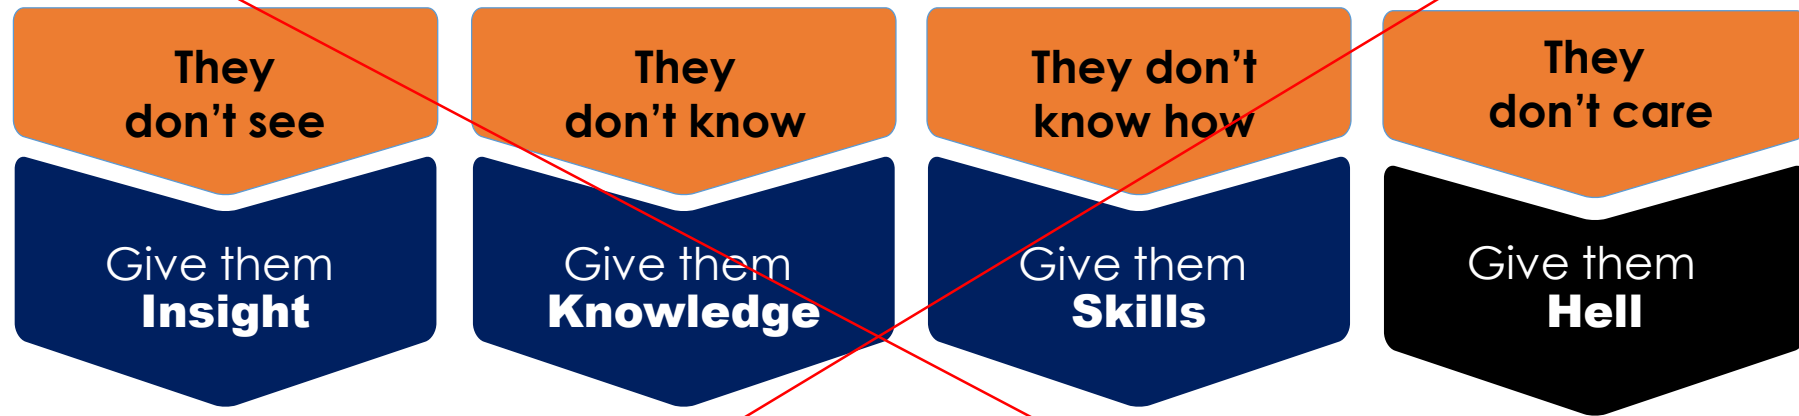 They
don't see
Give them
Insight
They
don't know
Give them
Knowledge
They don't
know how
Give them
Skills
They
don't care
Give them
Hell